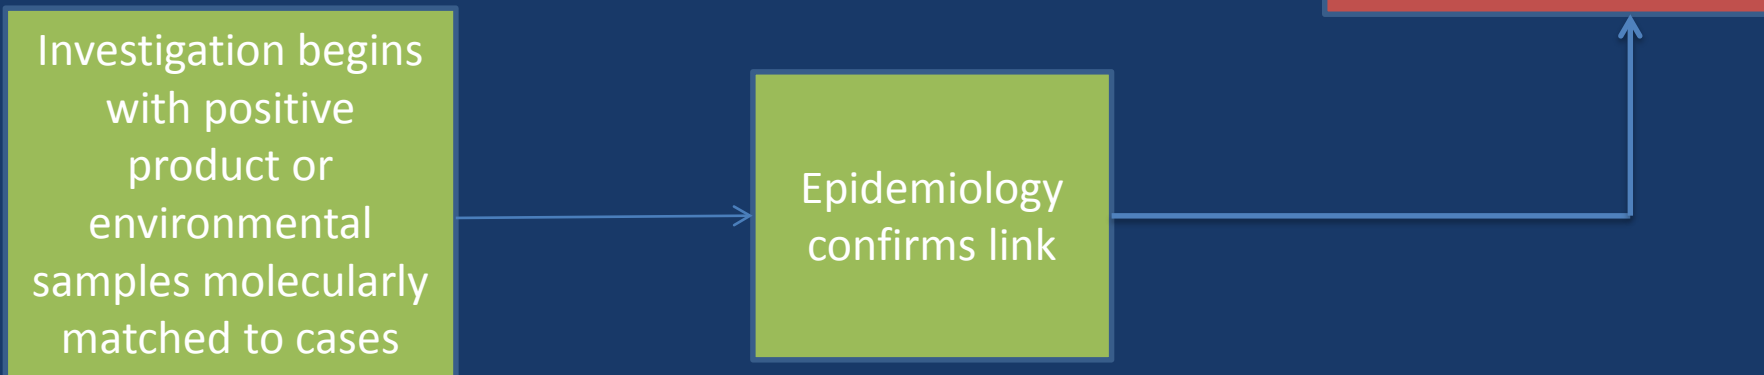 Investigation begins
with positive
product or
environmental
samples molecularly
matched to cases
Epidemiology
confirms link